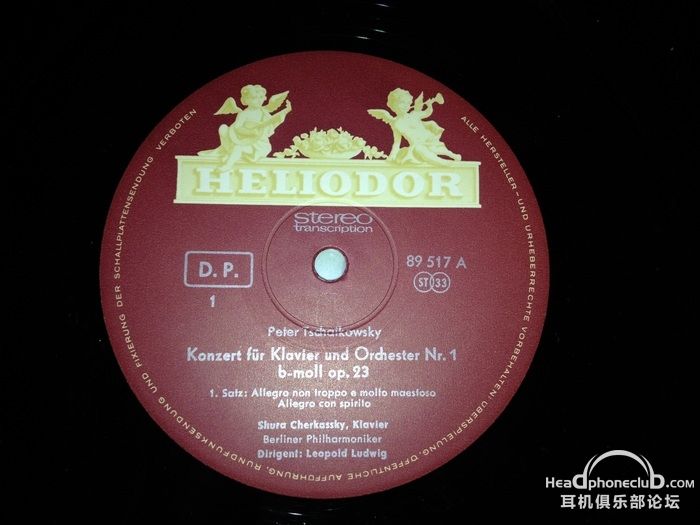 ALLE HERSTELLER- UND URHEBERRECHTE VORBEHALTEN · ÜBERSPIELUNG, ÖFFENTLICHE AUFFÜHRUNG, RUNDFUNKSENDUNG UND FIXIERUNG DER SCHALLPLATTENSENDUNG VERBOTEN
HELIODOR
stereo
transcription
D. P.
1
89 517 A
ST 33
Peter Tschaikowsky
Konzert für Klavier und Orchester Nr. 1
b-moll op. 23
1. Satz: Allegro non troppo e molto maestoso
Allegro con spirito
Shura Cherkassky, Klavier
Berliner Philharmoniker
Dirigent: Leopold Ludwig
Headphoneclub.com
耳机俱乐部论坛